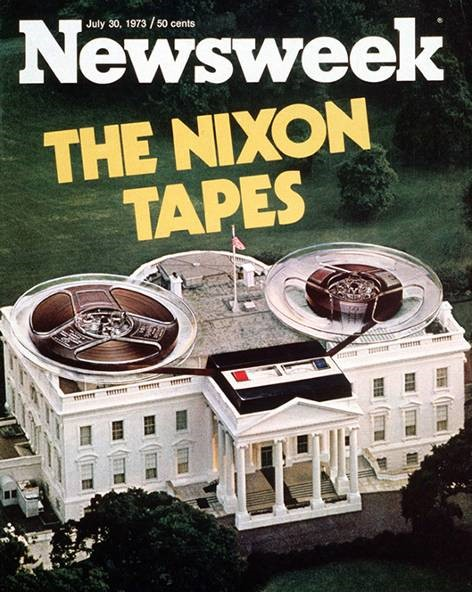 July 30, 1973 / 50 cents
Newsweek®
THE NIXON
TAPES